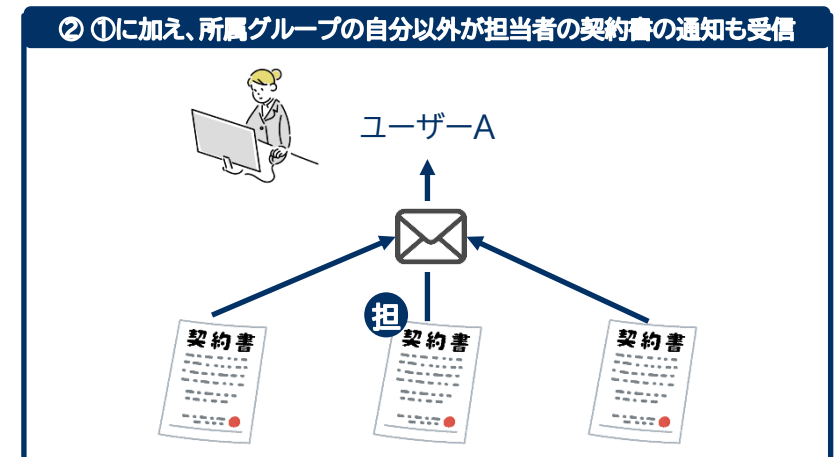 ② ①に加え、所属グループの自分以外が担当者の契約書の通知も受信
ユーザーA
担
契約書
契約書
契約書